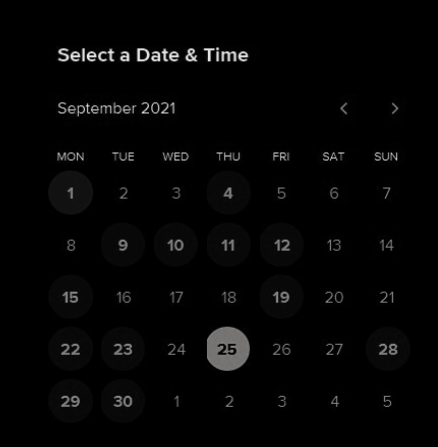 Select a Date & Time
September 2021
MON TUE WED THU FRI SAT SUN
1 2 3 4 5 6 7
8 9 10 11 12 13 14
15 16 17 18 19 20 21
22 23 24 25 26 27 28
29 30 1 2 3 4 5